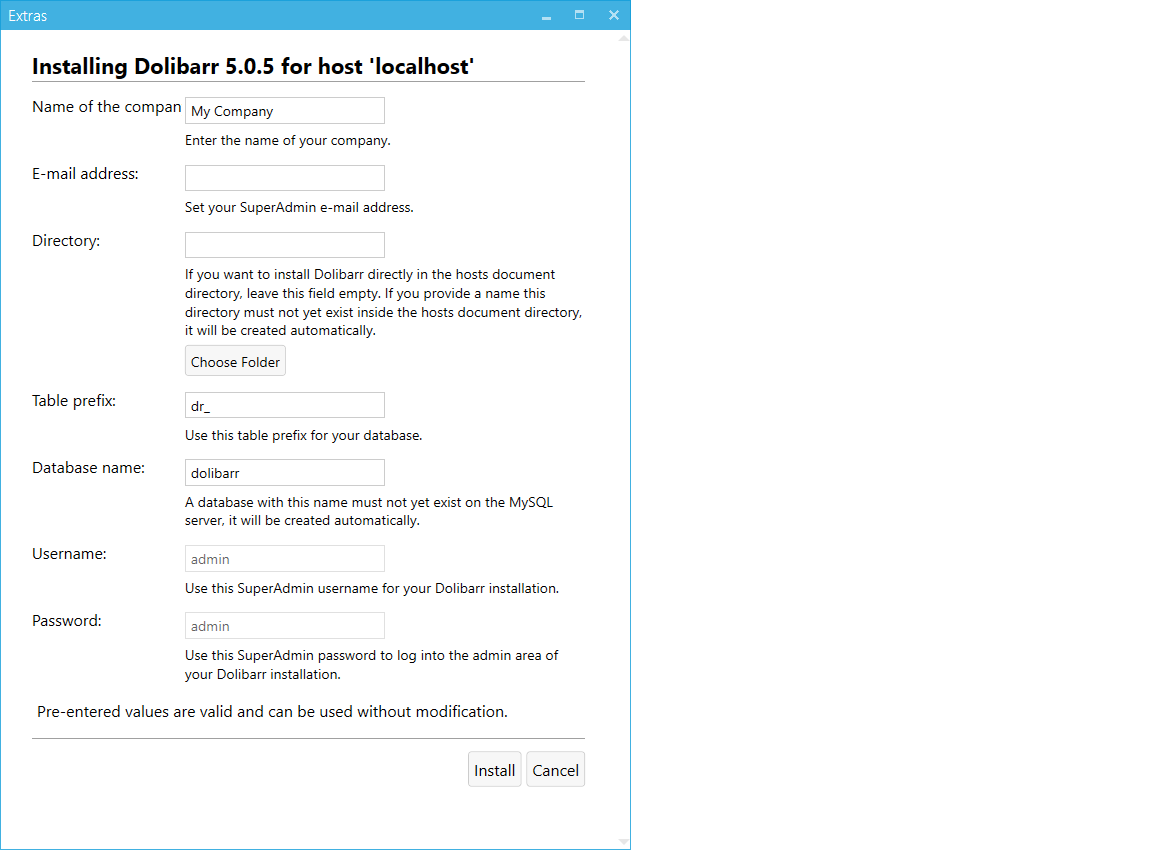 Extras
Installing Dolibarr 5.0.5 for host 'localhost'
Name of the compan
My Company
Enter the name of your company.
E-mail address:
Set your SuperAdmin e-mail address.
Directory:
If you want to install Dolibarr directly in the hosts document
directory, leave this field empty. If you provide a name this
directory must not yet exist inside the hosts document directory,
it will be created automatically.
Choose Folder
Table prefix:
dr_
Use this table prefix for your database.
Database name:
dolibarr
A database with this name must not yet exist on the MySQL
server, it will be created automatically.
Username:
admin
Use this SuperAdmin username for your Dolibarr installation.
Password:
admin
Use this SuperAdmin password to log into the admin area of
your Dolibarr installation.
Pre-entered values are valid and can be used without modification.
Install Cancel